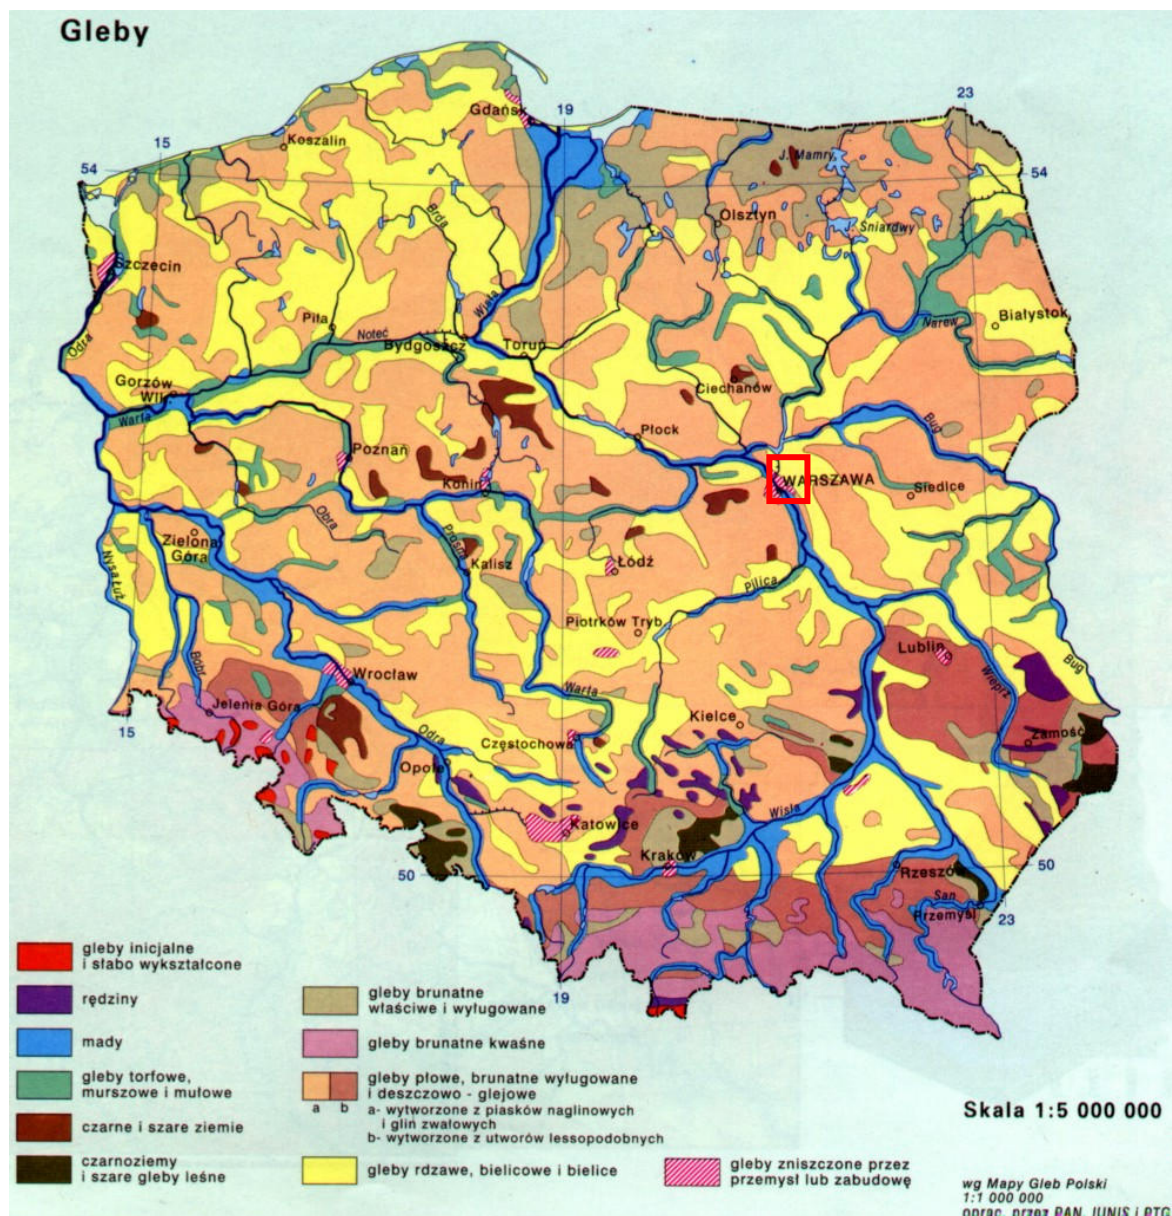 Gleby
23
Gdańsk
19
15
Koszalin
J. Mamry
54
54
Olsztyn
Brda
J. Śniardwy
Szczecin
Wisła
Piła
Noteć
Białystok
Narew
Odra
Bydgoszcz
Toruń
Gorzów
Wlk.
Ciechanów
Warta
Płock
Bug
Poznań
Konin
WARSZAWA
Siedlce
Obra
Prosna
Zielona
Góra
Kalisz
Łódź
Nysa Łuż.
Pilica
Piotrków Tryb.
Lublin
Bóbr
Wrocław
Wieprz
Bug
Warta
Jelenia Góra
Kielce
15
Odra
Częstochowa
Zamość
Opole
Wisła
Katowice
Kraków
50
50
Rzeszów
San
Przemyśl
23
19
gleby inicjalne
i słabo wykształcone
rędziny
mady
gleby torfowe,
murszowe i mułowe
czarne i szare ziemie
czarnoziemy
i szare gleby leśne
gleby brunatne
właściwe i wyługowane
gleby brunatne kwaśne
gleby płowe, brunatne wyługowane
i deszczowo - glejowe
a b
a- wytworzone z piasków naglinowych
i glin zwałowych
b- wytworzone z utworów lessopodobnych
gleby rdzawe, bielicowe i bielice
gleby zniszczone przez
przemysł lub zabudowę
Skala 1:5 000 000
wg Mapy Gleb Polski
1:1 000 000
oprac. przez PAN, IUNIS i PTG